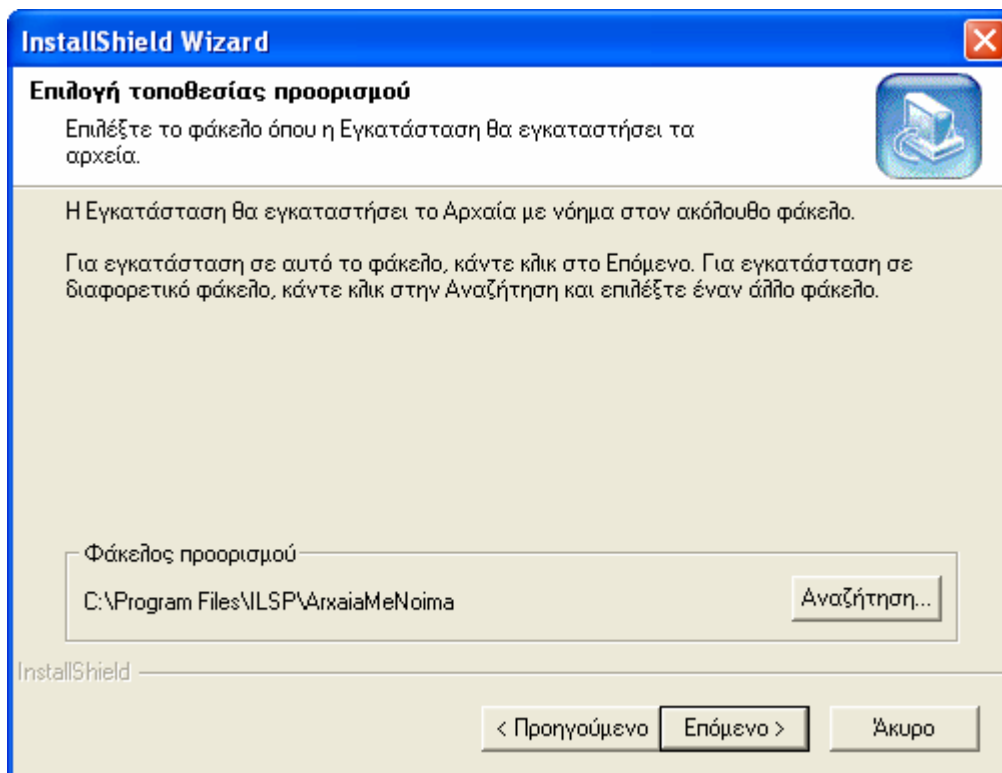 InstallShield Wizard
Επιλογή τοποθεσίας προορισμού
Επιλέξτε το φάκελο όπου η Εγκατάσταση θα εγκαταστήσει τα
αρχεία.
Η Εγκατάσταση θα εγκαταστήσει το Αρχαία με νόημα στον ακόλουθο φάκελο.
Για εγκατάσταση σε αυτό το φάκελο, κάντε κλικ στο Επόμενο. Για εγκατάσταση σε
διαφορετικό φάκελο, κάντε κλικ στην Αναζήτηση και επιλέξτε έναν άλλο φάκελο.
Φάκελος προορισμού
C:\Program Files\ILSP\ArxaiaMeNoima
Αναζήτηση...
InstallShield
< Προηγούμενο
Επόμενο >
Άκυρο